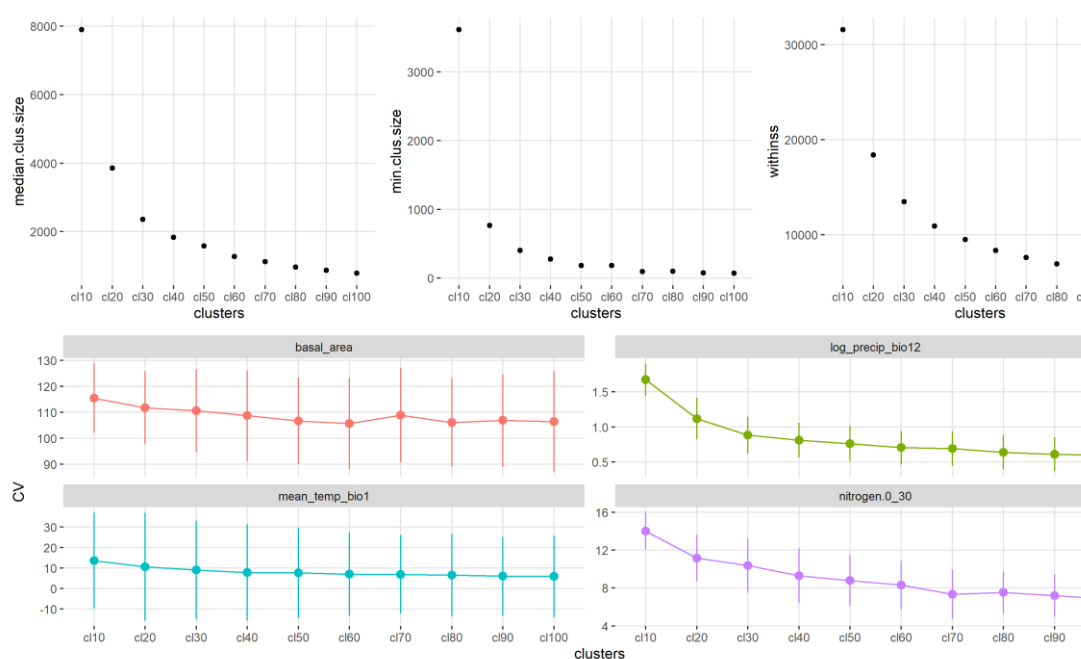 median.clus.size
8000
6000
4000
2000
cl10 cl20 cl30 cl40 cl50 cl60 cl70 cl80 cl90 cl100
clusters
min.clus.size
3000
2000
1000
0
cl10 cl20 cl30 cl40 cl50 cl60 cl70 cl80 cl90 cl100
clusters
withinss
30000
20000
10000
cl10 cl20 cl30 cl40 cl50 cl60 cl70 cl80
clusters
CV
basal_area
130
120
110
100
90
log_precip_bio12
1.5
1.0
0.5
mean_temp_bio1
30
20
10
0
-10
cl10 cl20 cl30 cl40 cl50 cl60 cl70 cl80 cl90 cl100
nitrogen.0_30
16
12
8
4
cl10 cl20 cl30 cl40 cl50 cl60 cl70 cl80 cl90
clusters